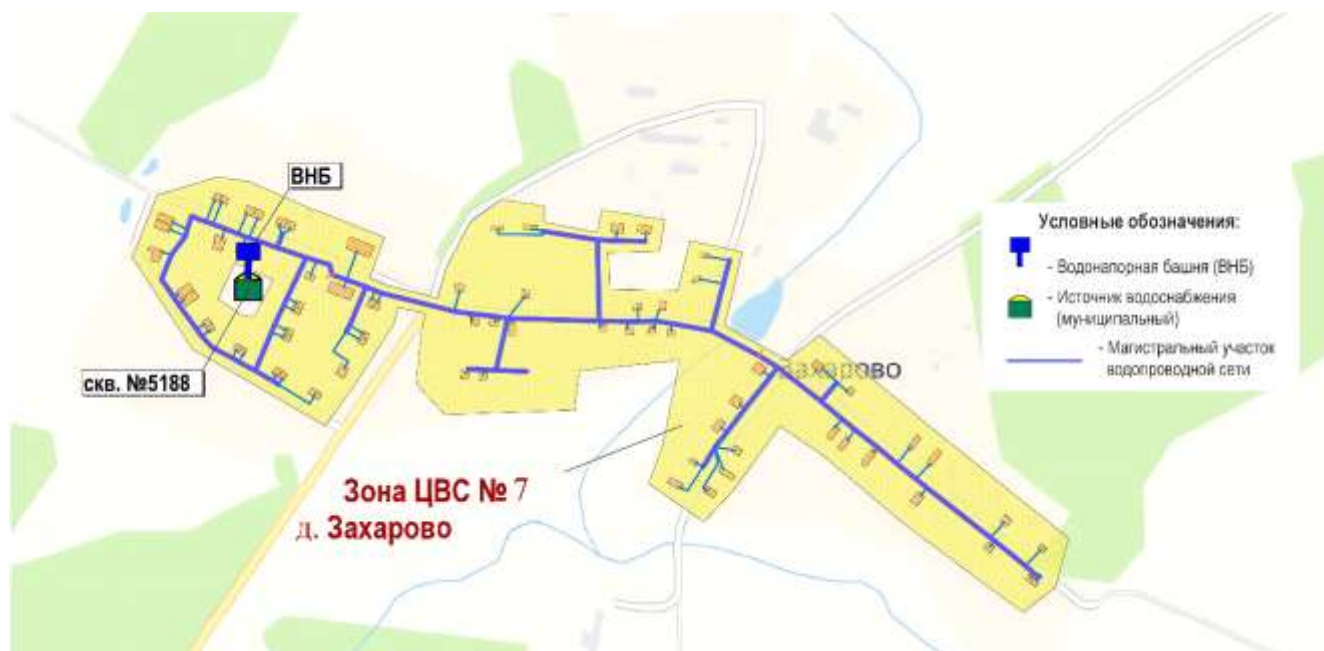 ВНБ
Условные обозначения:
- Водонапорная башня (ВНБ)
- Источник водоснабжения
(муниципальный)
- Магистральный участок
водопроводной сети
скв. №5188
Зона ЦВС № 7
д. Захарово